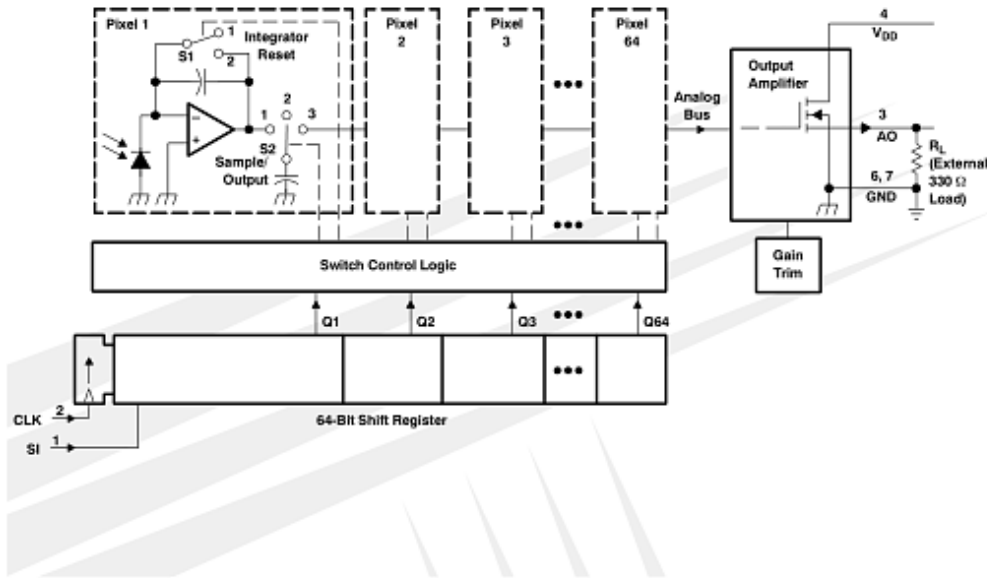 Pixel 1
1
Integrator
Reset
S1
2
1
2
3
S2
Sample/
Output
–
+
Pixel
2
Pixel
3
Pixel
64
Analog
Bus
Output
Amplifier
4
VDD
3
AO
6, 7
GND
RL
(External
330 Ω
Load)
Gain
Trim
Switch Control Logic
Q1
Q2
Q3
Q64
CLK
2
SI
1
64-Bit Shift Register